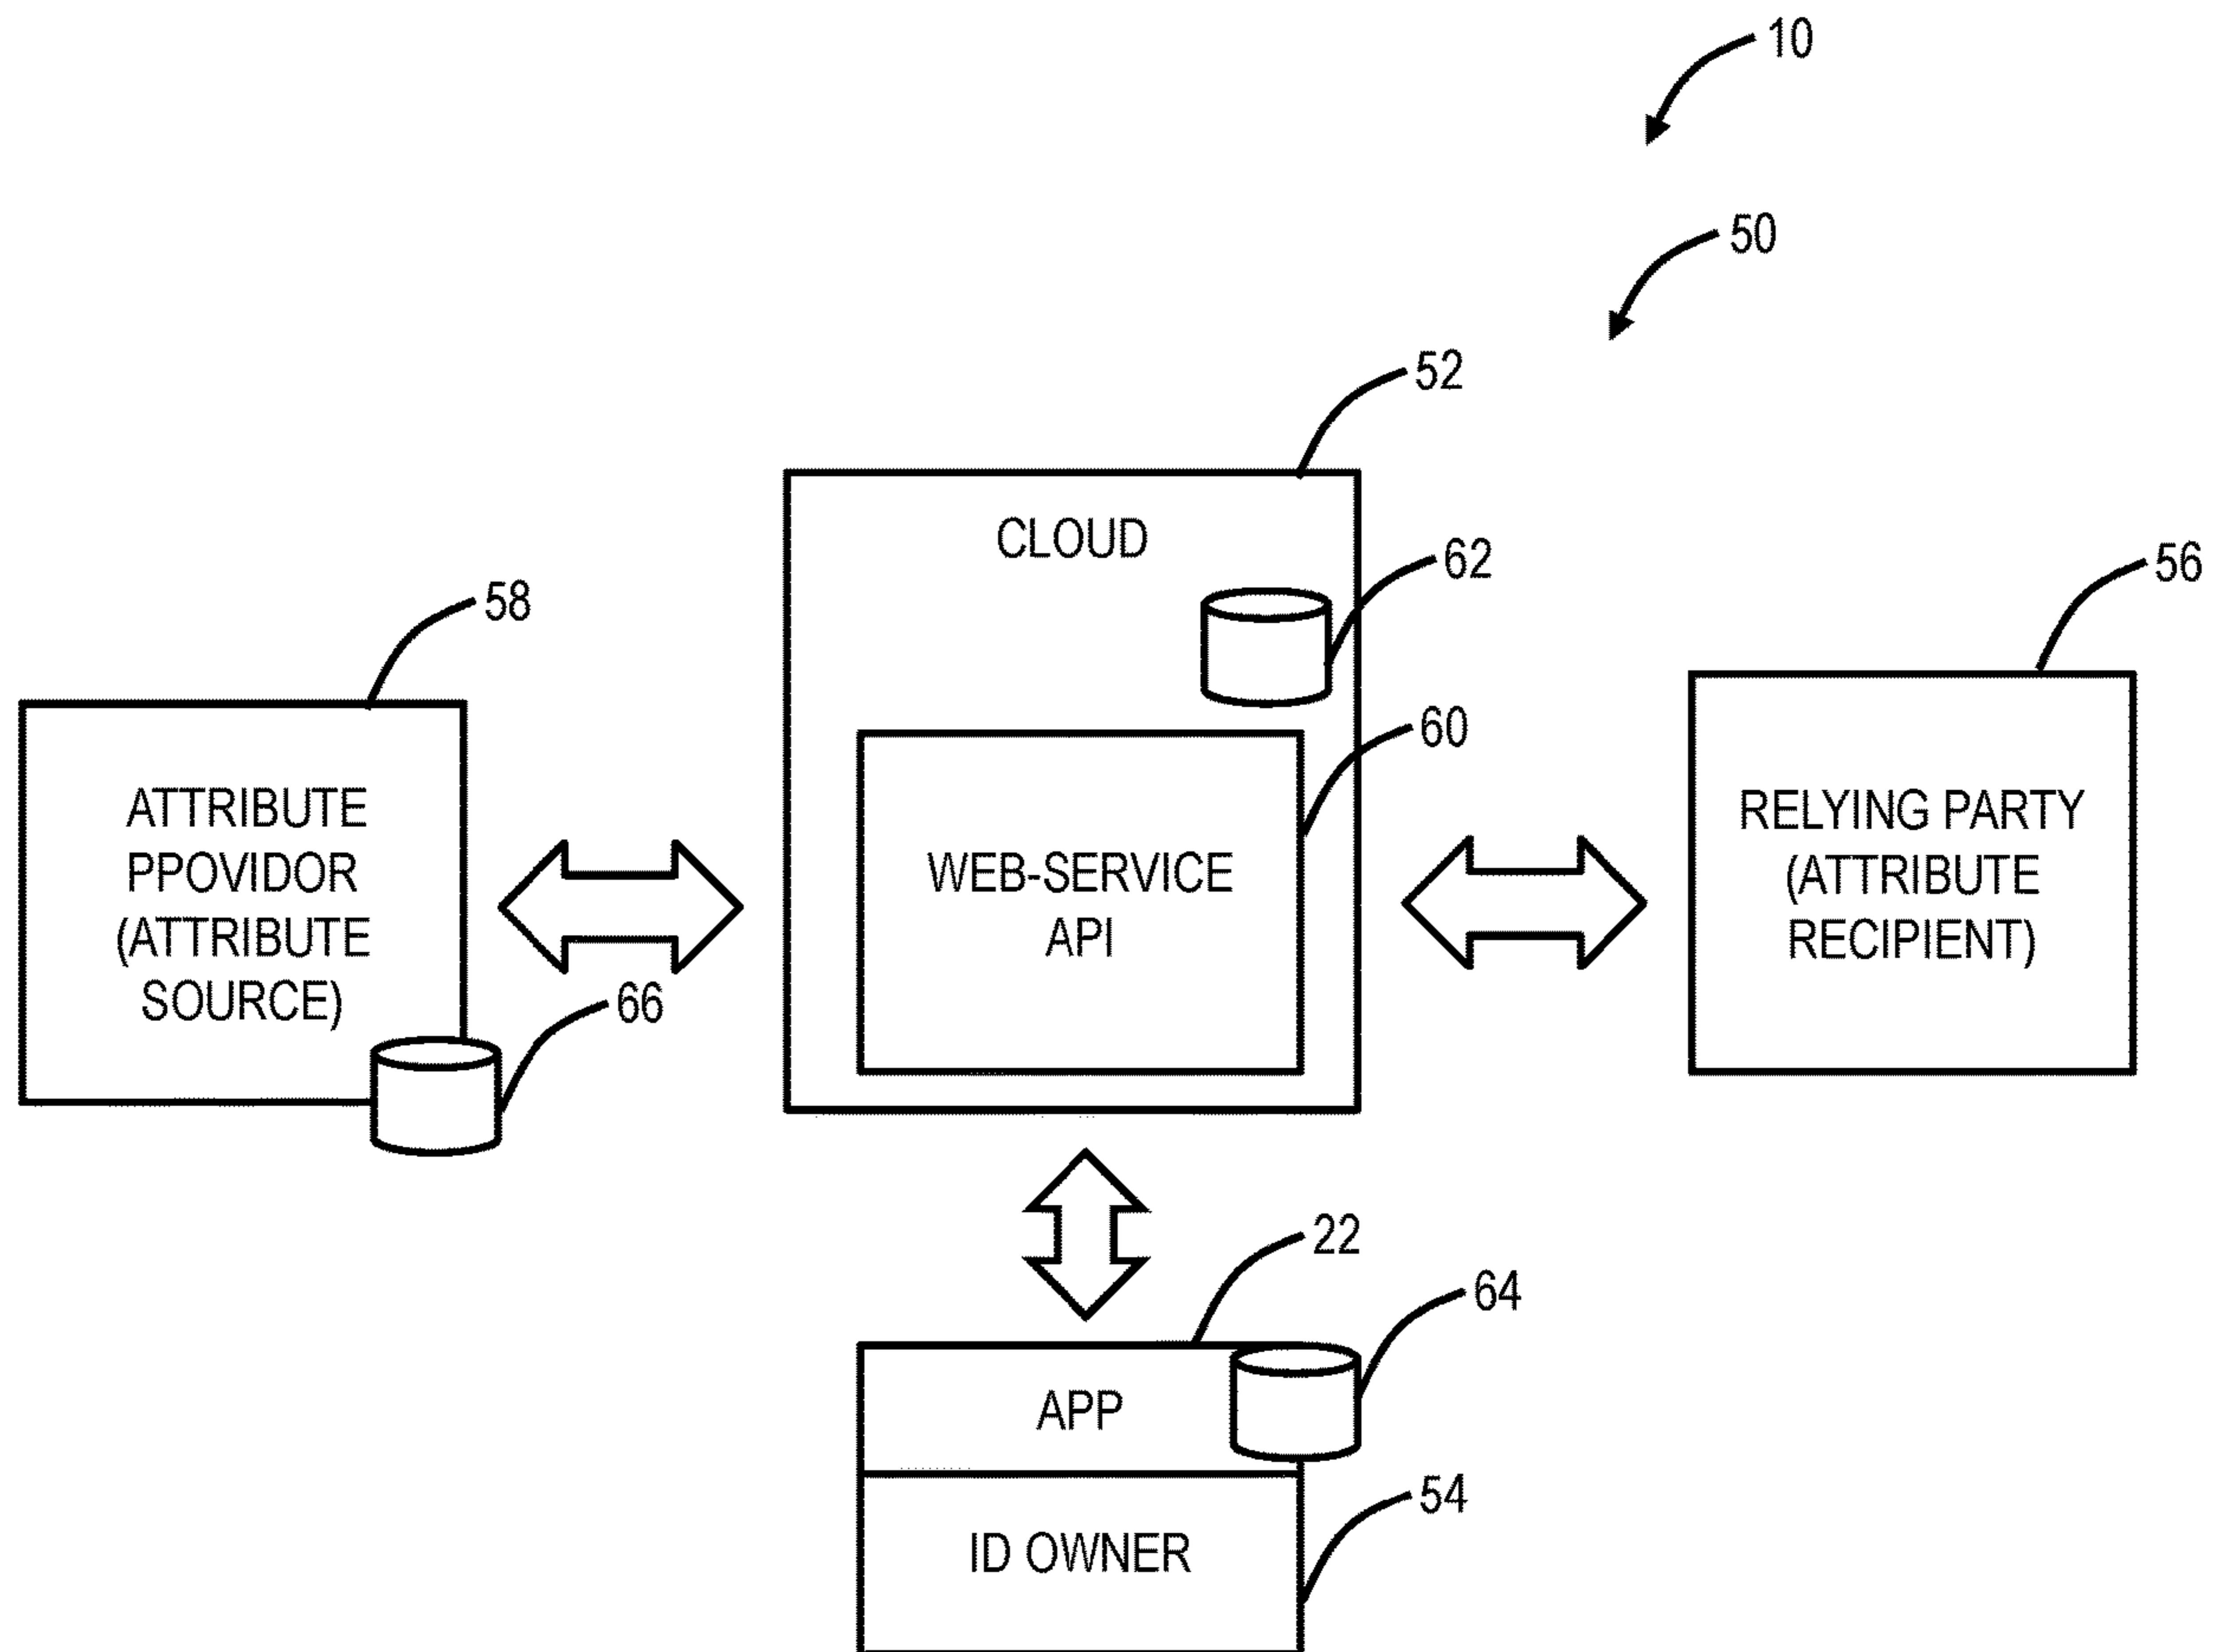 10
50
52
CLOUD
62
58
56
60
ATTRIBUTE
PPOVIDOR
(ATTRIBUTE
SOURCE)
WEB-SERVICE
API
RELYING PARTY
(ATTRIBUTE
RECIPIENT)
66
22
64
APP
54
ID OWNER